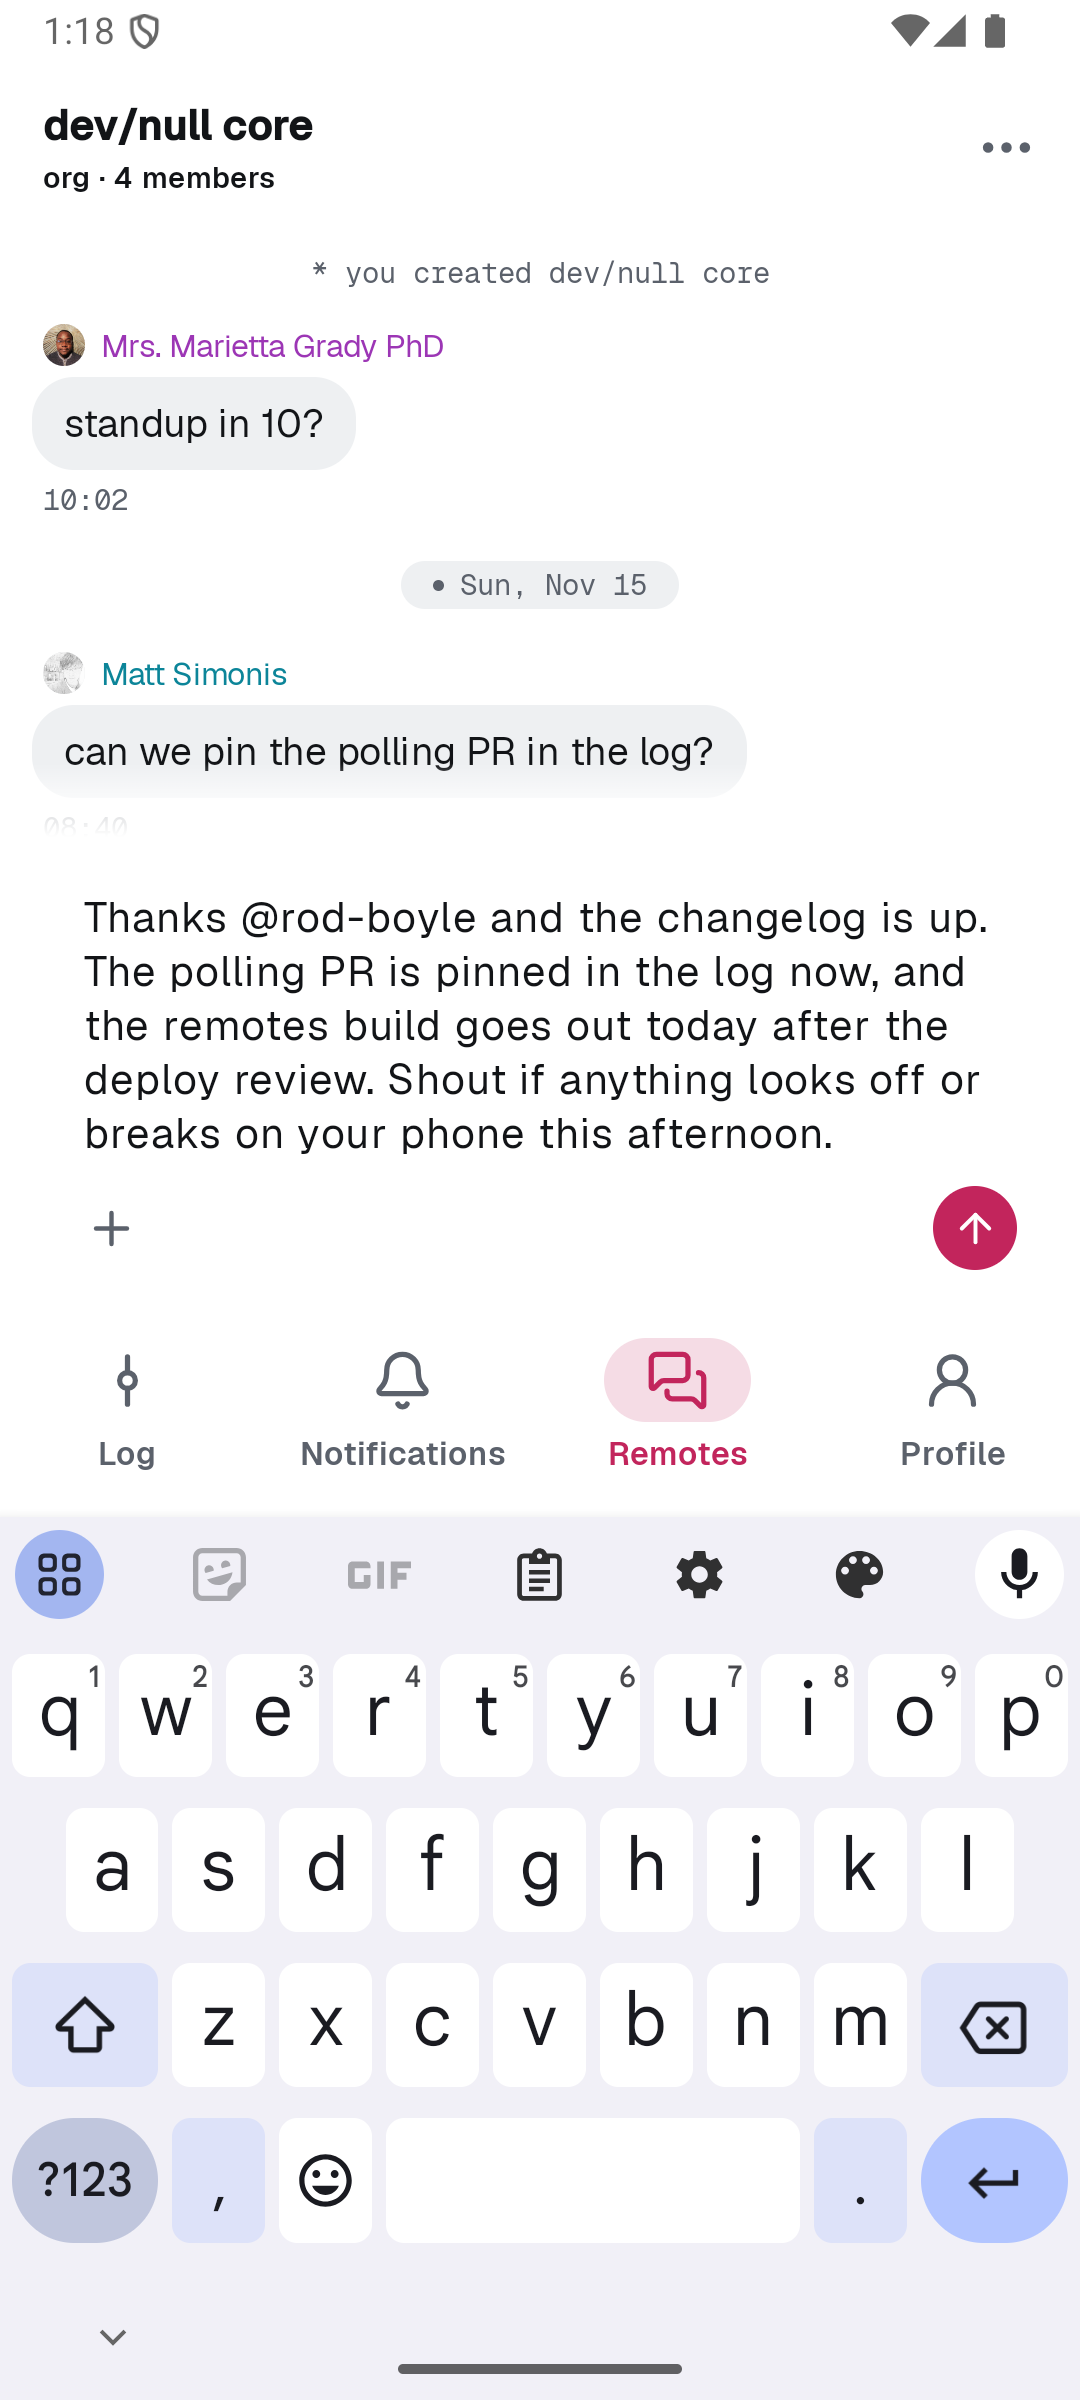 1:18
dev/null core
org · 4 members
* you created dev/null core
Mrs. Marietta Grady PhD
standup in 10?
10:02
• Sun, Nov 15
Matt Simonis
can we pin the polling PR in the log?
08:40
Thanks @rod-boyle and the changelog is up.
The polling PR is pinned in the log now, and
the remotes build goes out today after the
deploy review. Shout if anything looks off or
breaks on your phone this afternoon.
Log Notifications Remotes Profile
GIF
q 1 w 2 e 3 r 4 t 5 y 6 u 7 i 8 o 9 p 0
a s d f g h j k l
z x c v b n m
?123 , .